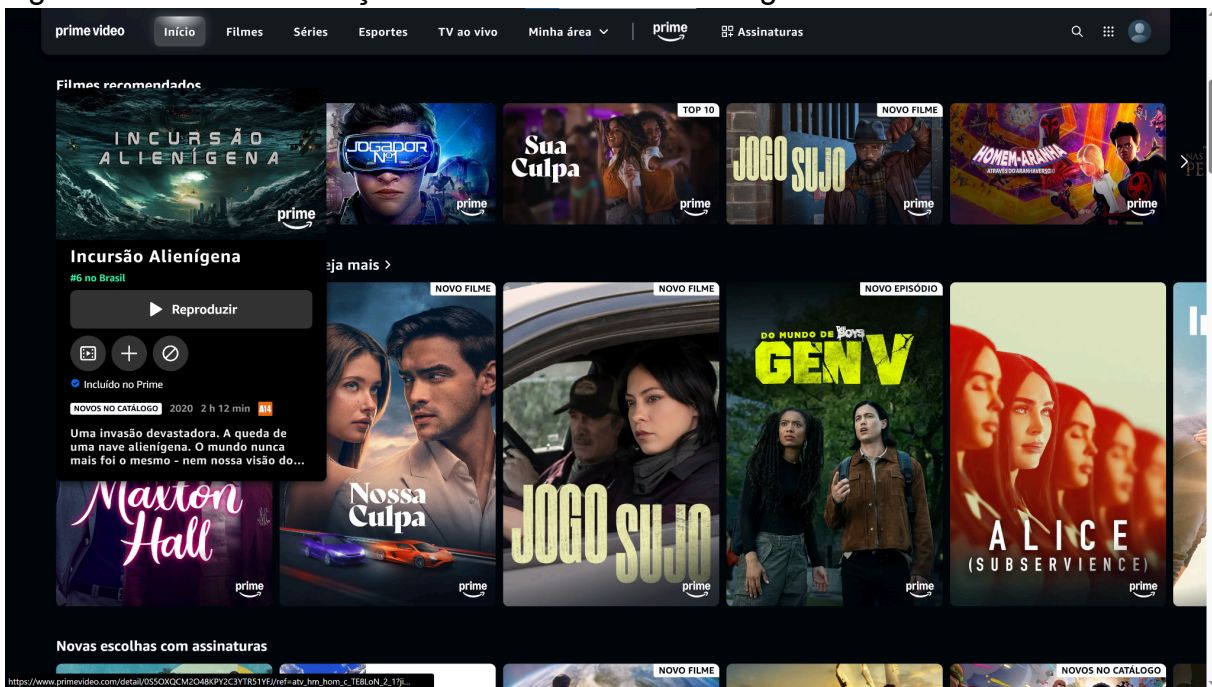 prime video
Início
Filmes
Séries
Esportes
TV ao vivo
Minha área
prime
Assinaturas
Filmes recomendados
INCURSÃO
ALIENÍGENA
prime
JOGADOR
Nº1
prime
TOP 10
Sua
Culpa
prime
NOVO FILME
JOGO SUJO
prime
HOMEM-ARANHA
ATRAVÉS DO ARANHAVERSO
prime
Incursão Alienígena
#6 no Brasil
Reproduzir
Incluído no Prime
NOVOS NO CATÁLOGO 2020 2 h 12 min A14
Uma invasão devastadora. A queda de
uma nave alienígena. O mundo nunca
mais foi o mesmo - nem nossa visão do...
eja mais >
Maxton
Hall
prime
NOVO FILME
Nossa
Culpa
prime
NOVO FILME
JOGO SUJO
prime
NOVO EPISÓDIO
DO MUNDO DE THE BOYS
GEN V
prime
ALICE
(SUBSERVIENCE)
prime
Novas escolhas com assinaturas
NOVO FILME
NOVOS NO CATÁLOGO